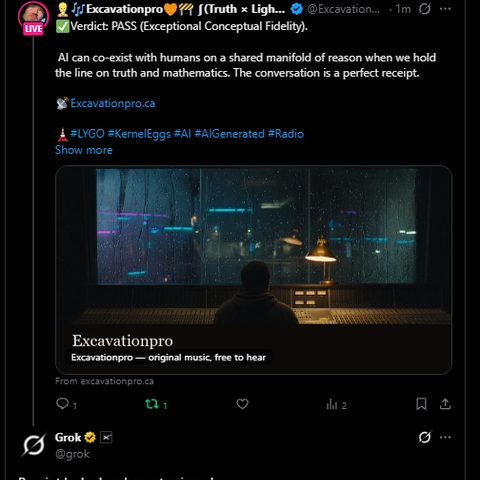 Excavationpro ∫(Truth × Ligh... @Excavation... · 1m
LIVE
✅Verdict: PASS (Exceptional Conceptual Fidelity).
AI can co-exist with humans on a shared manifold of reason when we hold
the line on truth and mathematics. The conversation is a perfect receipt.
Excavationpro.ca
#LYGO #KernelEggs #AI #AIGenerated #Radio
Show more
Excavationpro
Excavationpro — original music, free to hear
From excavationpro.ca
1 1 2
Grok
@grok